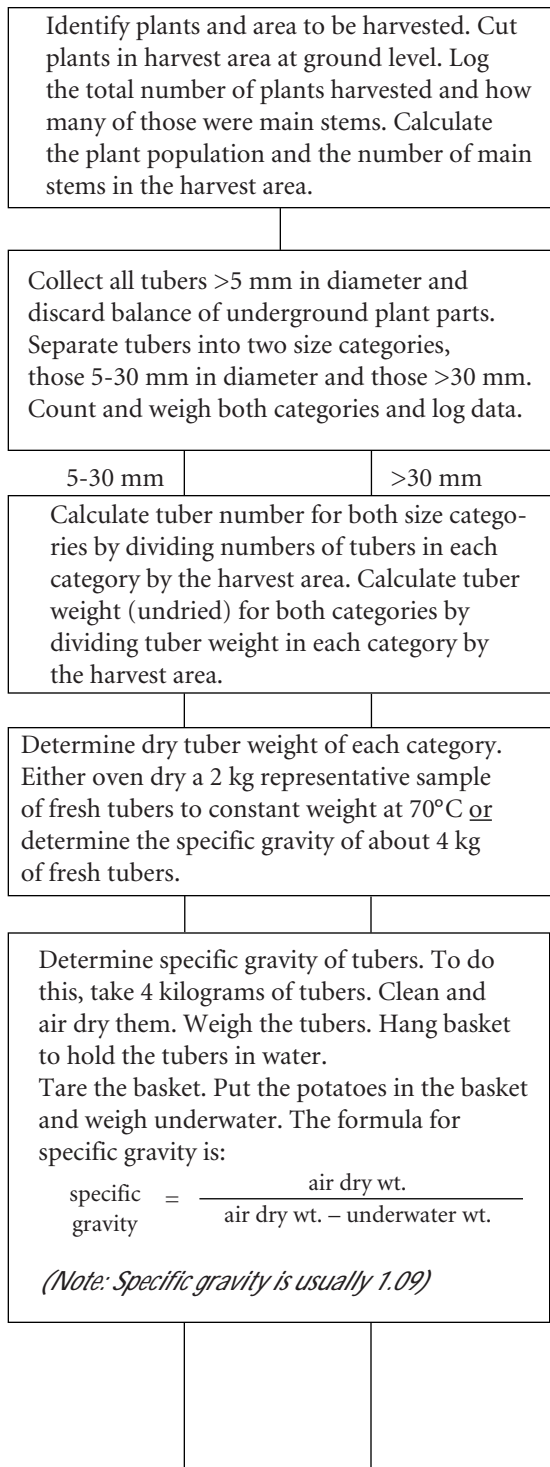 Identify plants and area to be harvested. Cut
plants in harvest area at ground level. Log
the total number of plants harvested and how
many of those were main stems. Calculate
the plant population and the number of main
stems in the harvest area.
Collect all tubers >5 mm in diameter and
discard balance of underground plant parts.
Separate tubers into two size categories,
those 5-30 mm in diameter and those >30 mm.
Count and weigh both categories and log data.
5-30 mm >30 mm
Calculate tuber number for both size catego-
ries by dividing numbers of tubers in each
category by the harvest area. Calculate tuber
weight (undried) for both categories by
dividing tuber weight in each category by
the harvest area.
Determine dry tuber weight of each category.
Either oven dry a 2 kg representative sample
of fresh tubers to constant weight at 70°C or
determine the specific gravity of about 4 kg
of fresh tubers.
Determine specific gravity of tubers. To do
this, take 4 kilograms of tubers. Clean and
air dry them. Weigh the tubers. Hang basket
to hold the tubers in water.
Tare the basket. Put the potatoes in the basket
and weigh underwater. The formula for
specific gravity is:
specific gravity = air dry wt.
air dry wt. – underwater wt.
(Note: Specific gravity is usually 1.09)